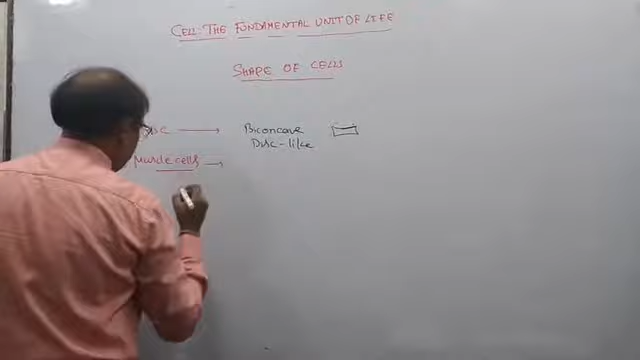 CELL: THE FUNDAMENTAL UNIT OF LIFE
SHAPE OF CELLS
→ Biconcave
Disc-like
Muscle cells →